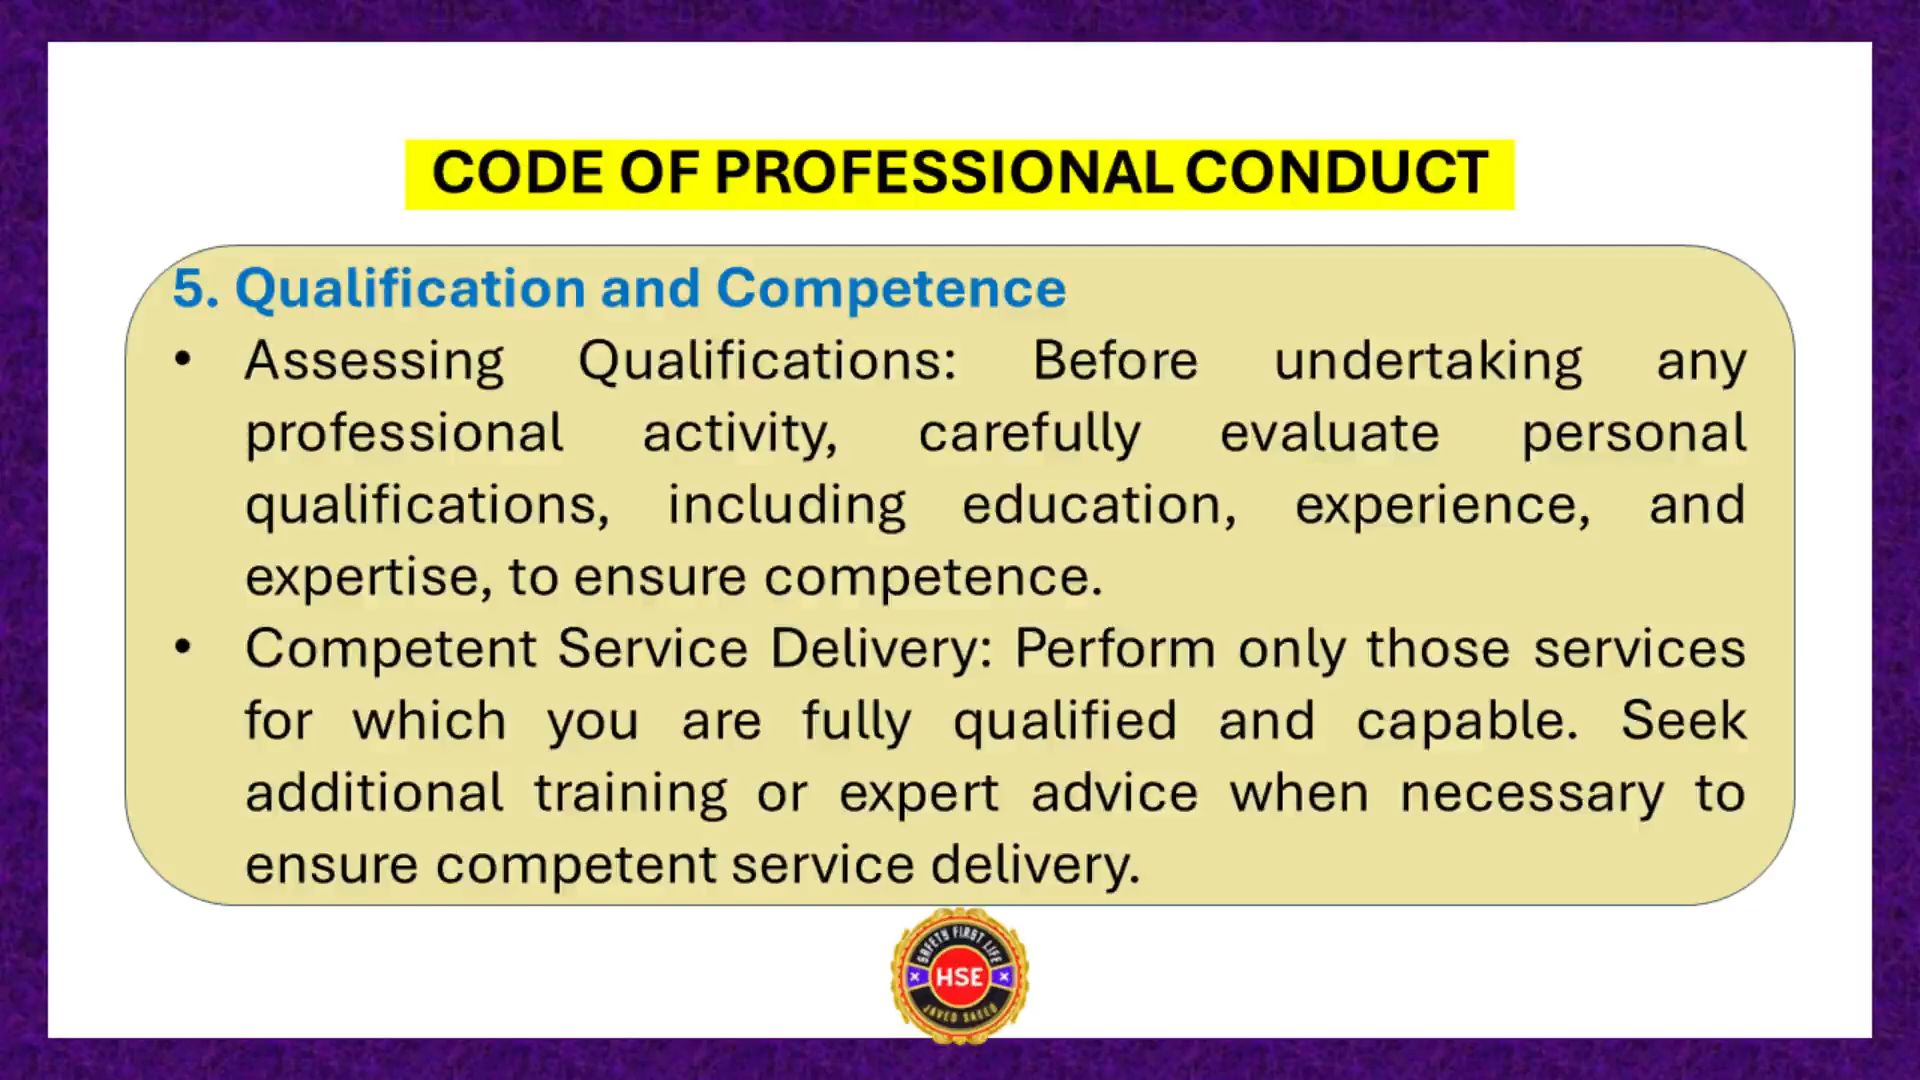 CODE OF PROFESSIONAL CONDUCT
5. Qualification and Competence
• Assessing Qualifications: Before undertaking any
professional activity, carefully evaluate personal
qualifications, including education, experience, and
expertise, to ensure competence.
• Competent Service Delivery: Perform only those services
for which you are fully qualified and capable. Seek
additional training or expert advice when necessary to
ensure competent service delivery.
SAFETY FIRST LIFE
HSE
JAVED SAEED